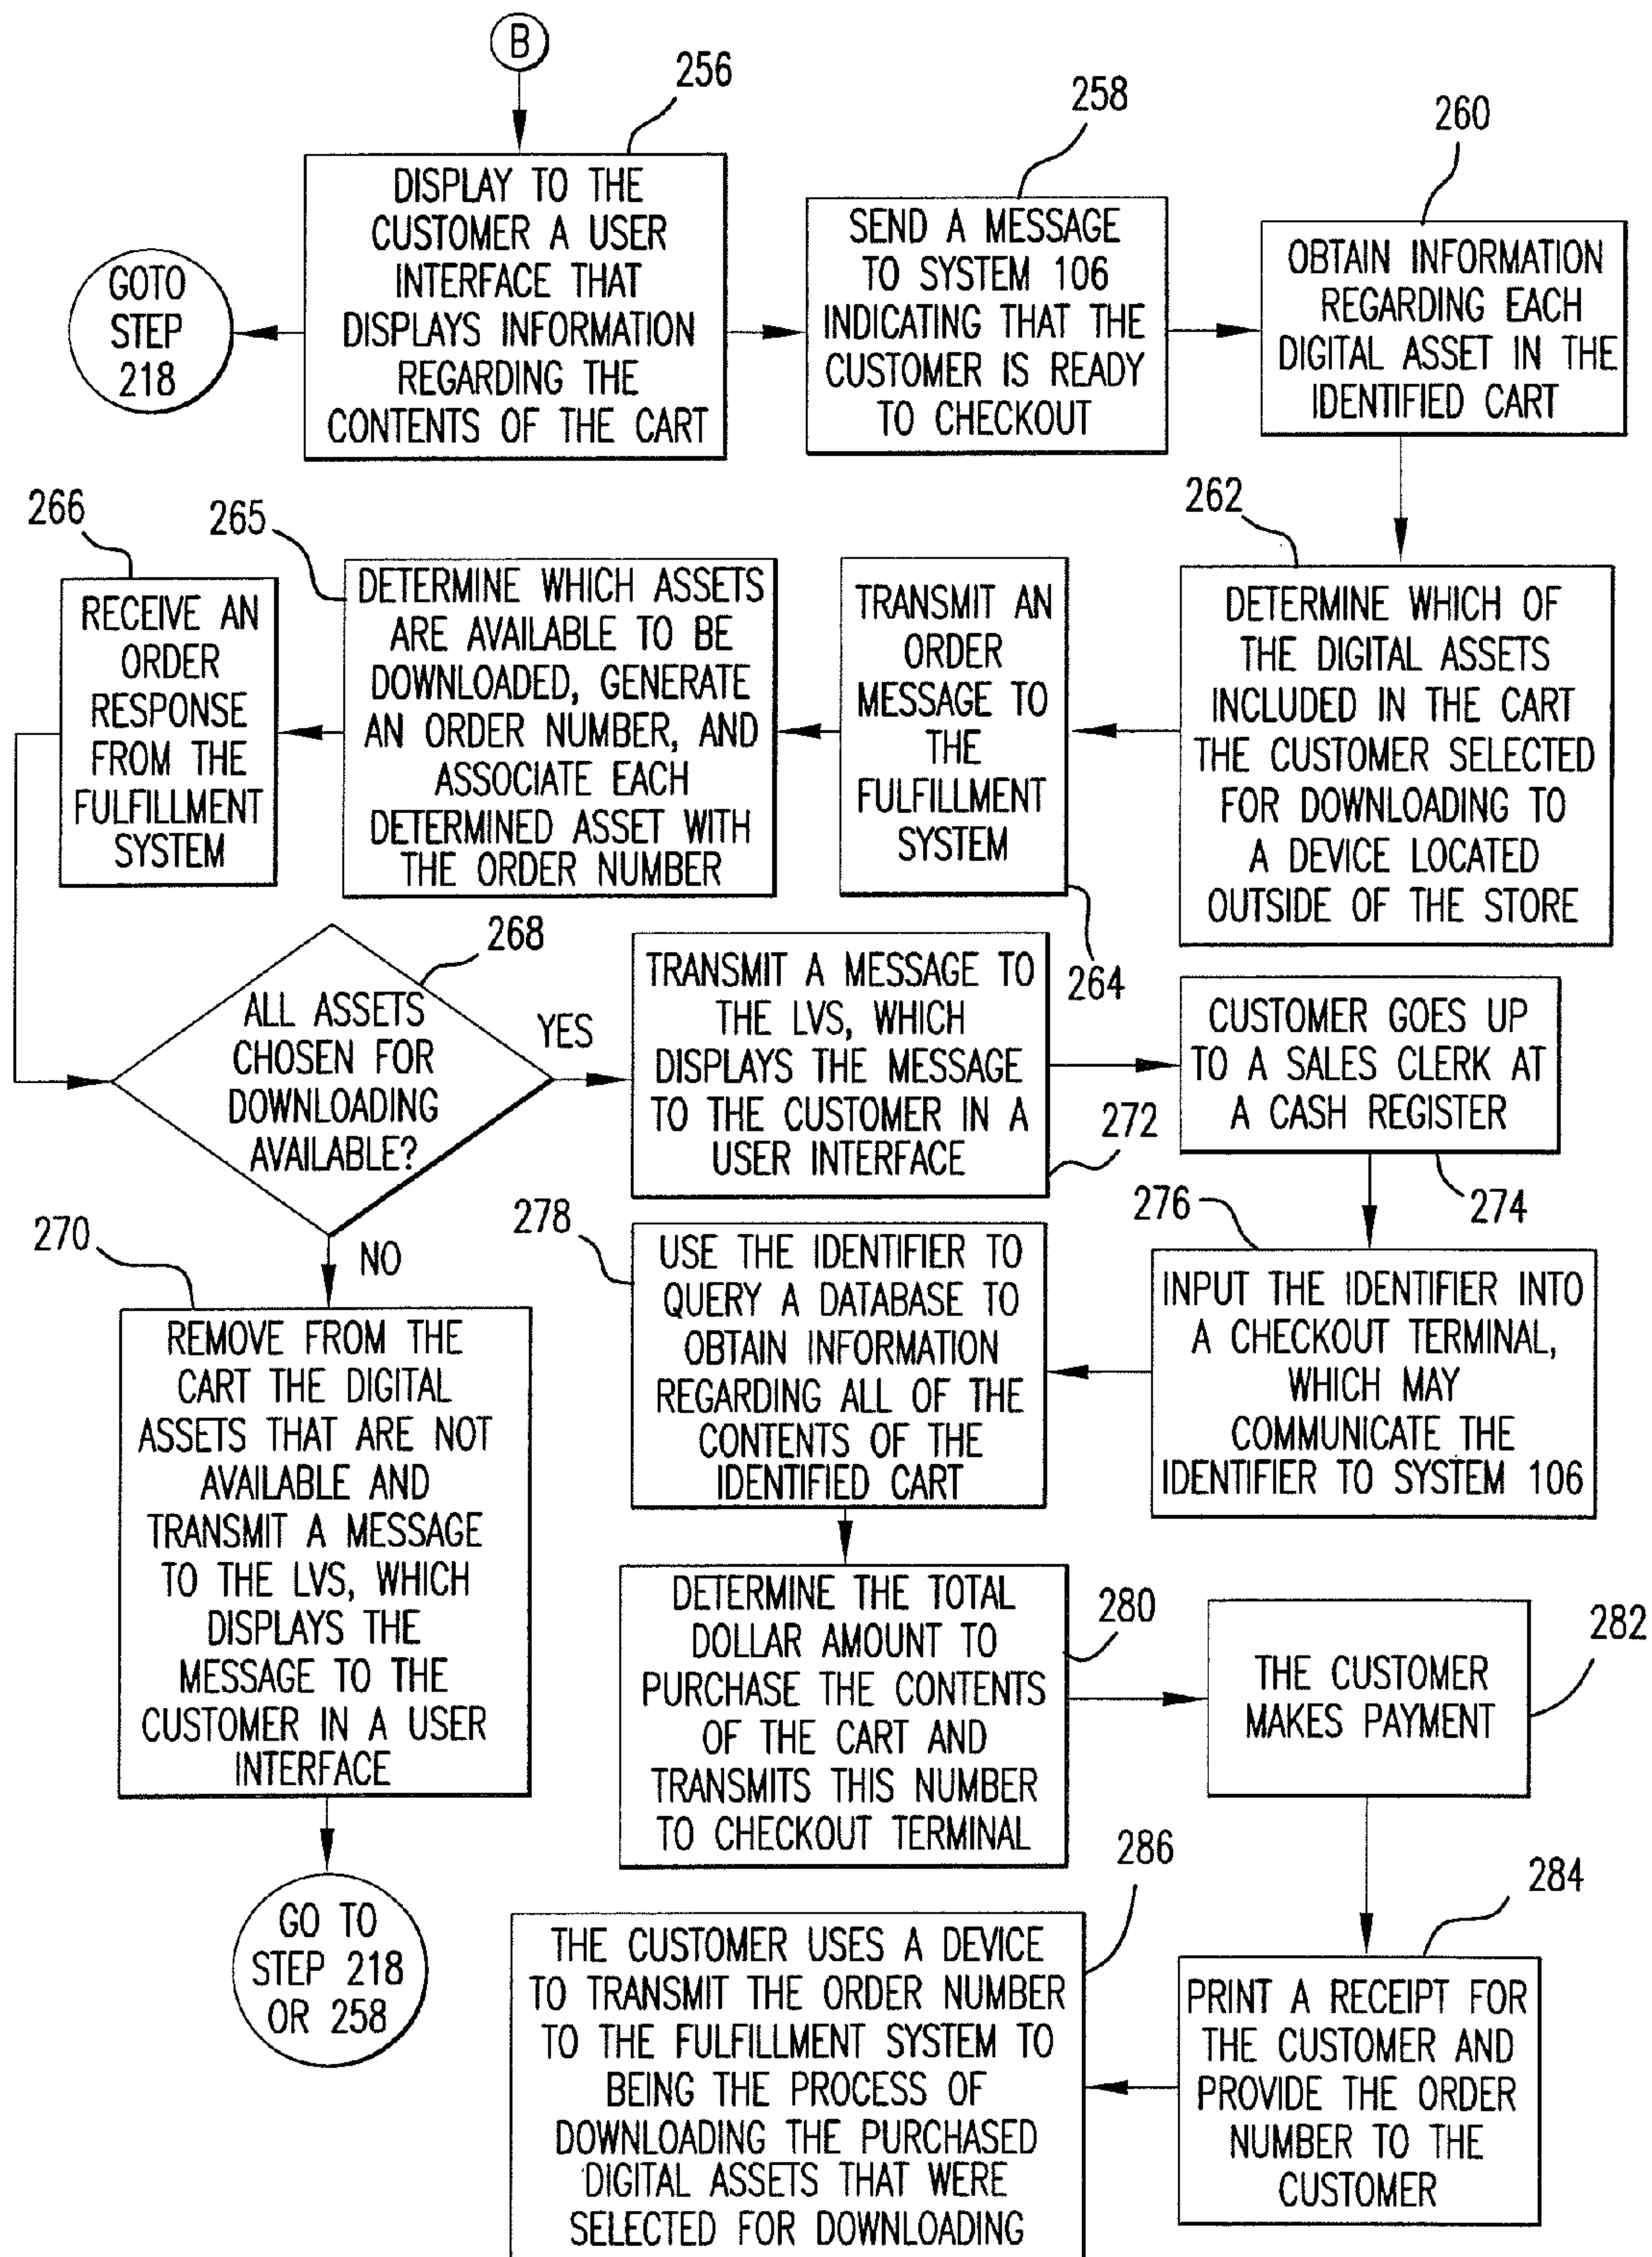 B
256
DISPLAY TO THE
CUSTOMER A USER
INTERFACE THAT
DISPLAYS INFORMATION
REGARDING THE
CONTENTS OF THE CART
GOTO
STEP
218
258
SEND A MESSAGE
TO SYSTEM 106
INDICATING THAT THE
CUSTOMER IS READY
TO CHECKOUT
260
OBTAIN INFORMATION
REGARDING EACH
DIGITAL ASSET IN THE
IDENTIFIED CART
262
DETERMINE WHICH OF
THE DIGITAL ASSETS
INCLUDED IN THE CART
THE CUSTOMER SELECTED
FOR DOWNLOADING TO
A DEVICE LOCATED
OUTSIDE OF THE STORE
TRANSMIT AN
ORDER
MESSAGE TO
THE
FULFILLMENT
SYSTEM
264
265
DETERMINE WHICH ASSETS
ARE AVAILABLE TO BE
DOWNLOADED, GENERATE
AN ORDER NUMBER, AND
ASSOCIATE EACH
DETERMINED ASSET WITH
THE ORDER NUMBER
266
RECEIVE AN
ORDER
RESPONSE
FROM THE
FULFILLMENT
SYSTEM
268
ALL ASSETS
CHOSEN FOR
DOWNLOADING
AVAILABLE?
YES
NO
270
REMOVE FROM THE
CART THE DIGITAL
ASSETS THAT ARE NOT
AVAILABLE AND
TRANSMIT A MESSAGE
TO THE LVS, WHICH
DISPLAYS THE
MESSAGE TO THE
CUSTOMER IN A USER
INTERFACE
GO TO
STEP 218
OR 258
TRANSMIT A MESSAGE TO
THE LVS, WHICH
DISPLAYS THE MESSAGE
TO THE CUSTOMER IN A
USER INTERFACE
272
CUSTOMER GOES UP
TO A SALES CLERK AT
A CASH REGISTER
274
276
INPUT THE IDENTIFIER INTO
A CHECKOUT TERMINAL,
WHICH MAY
COMMUNICATE THE
IDENTIFIER TO SYSTEM 106
278
USE THE IDENTIFIER TO
QUERY A DATABASE TO
OBTAIN INFORMATION
REGARDING ALL OF THE
CONTENTS OF THE
IDENTIFIED CART
DETERMINE THE TOTAL
DOLLAR AMOUNT TO
PURCHASE THE CONTENTS
OF THE CART AND
TRANSMITS THIS NUMBER
TO CHECKOUT TERMINAL
280
THE CUSTOMER
MAKES PAYMENT
282
284
PRINT A RECEIPT FOR
THE CUSTOMER AND
PROVIDE THE ORDER
NUMBER TO THE
CUSTOMER
286
THE CUSTOMER USES A DEVICE
TO TRANSMIT THE ORDER NUMBER
TO THE FULFILLMENT SYSTEM TO
BEING THE PROCESS OF
DOWNLOADING THE PURCHASED
DIGITAL ASSETS THAT WERE
SELECTED FOR DOWNLOADING